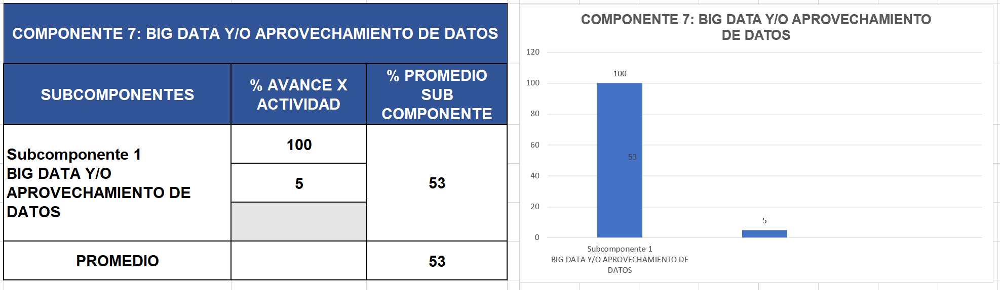 COMPONENTE 7: BIG DATA Y/O APROVECHAMIENTO DE DATOS
SUBCOMPONENTES
% AVANCE X
ACTIVIDAD
% PROMEDIO
SUB
COMPONENTE
Subcomponente 1
BIG DATA Y/O
APROVECHAMIENTO DE
DATOS
100
5
53
PROMEDIO
53
COMPONENTE 7: BIG DATA Y/O APROVECHAMIENTO
DE DATOS
120
100
80
60
40
20
0
100
53
5
Subcomponente 1
BIG DATA Y/O APROVECHAMIENTO DE
DATOS